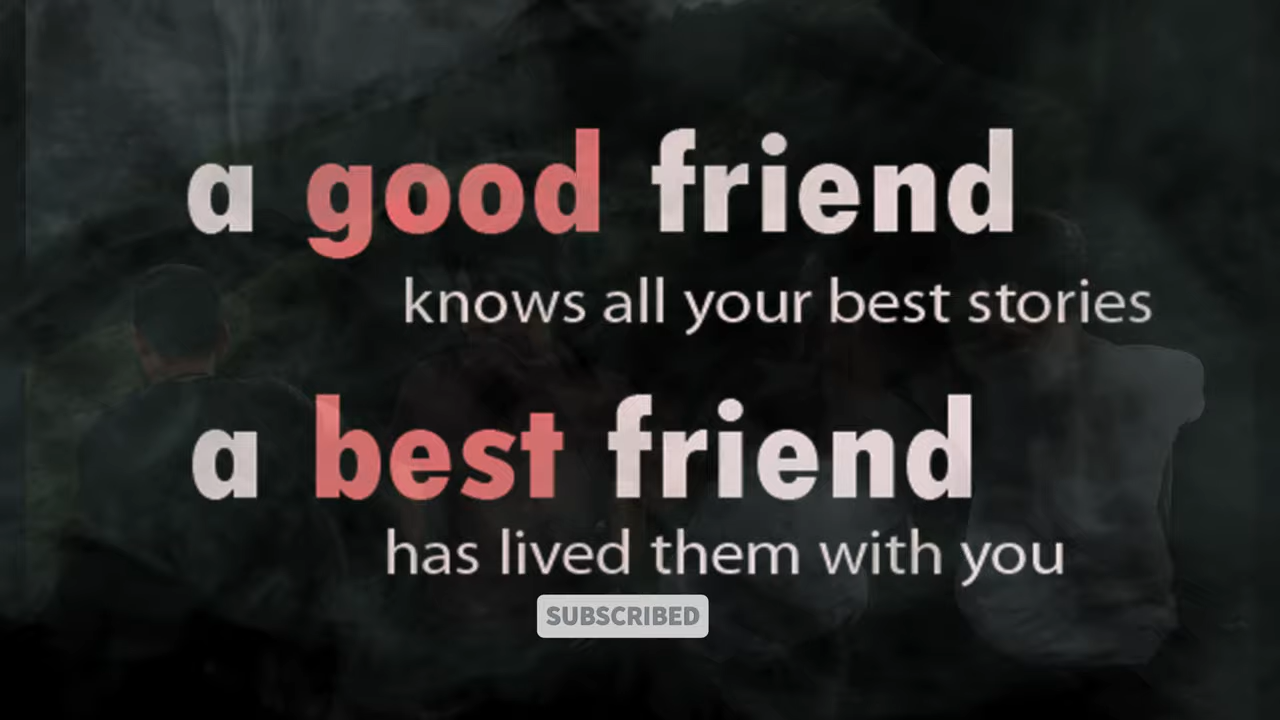 a good friend
knows all your best stories
a best friend
has lived them with you
SUBSCRIBED